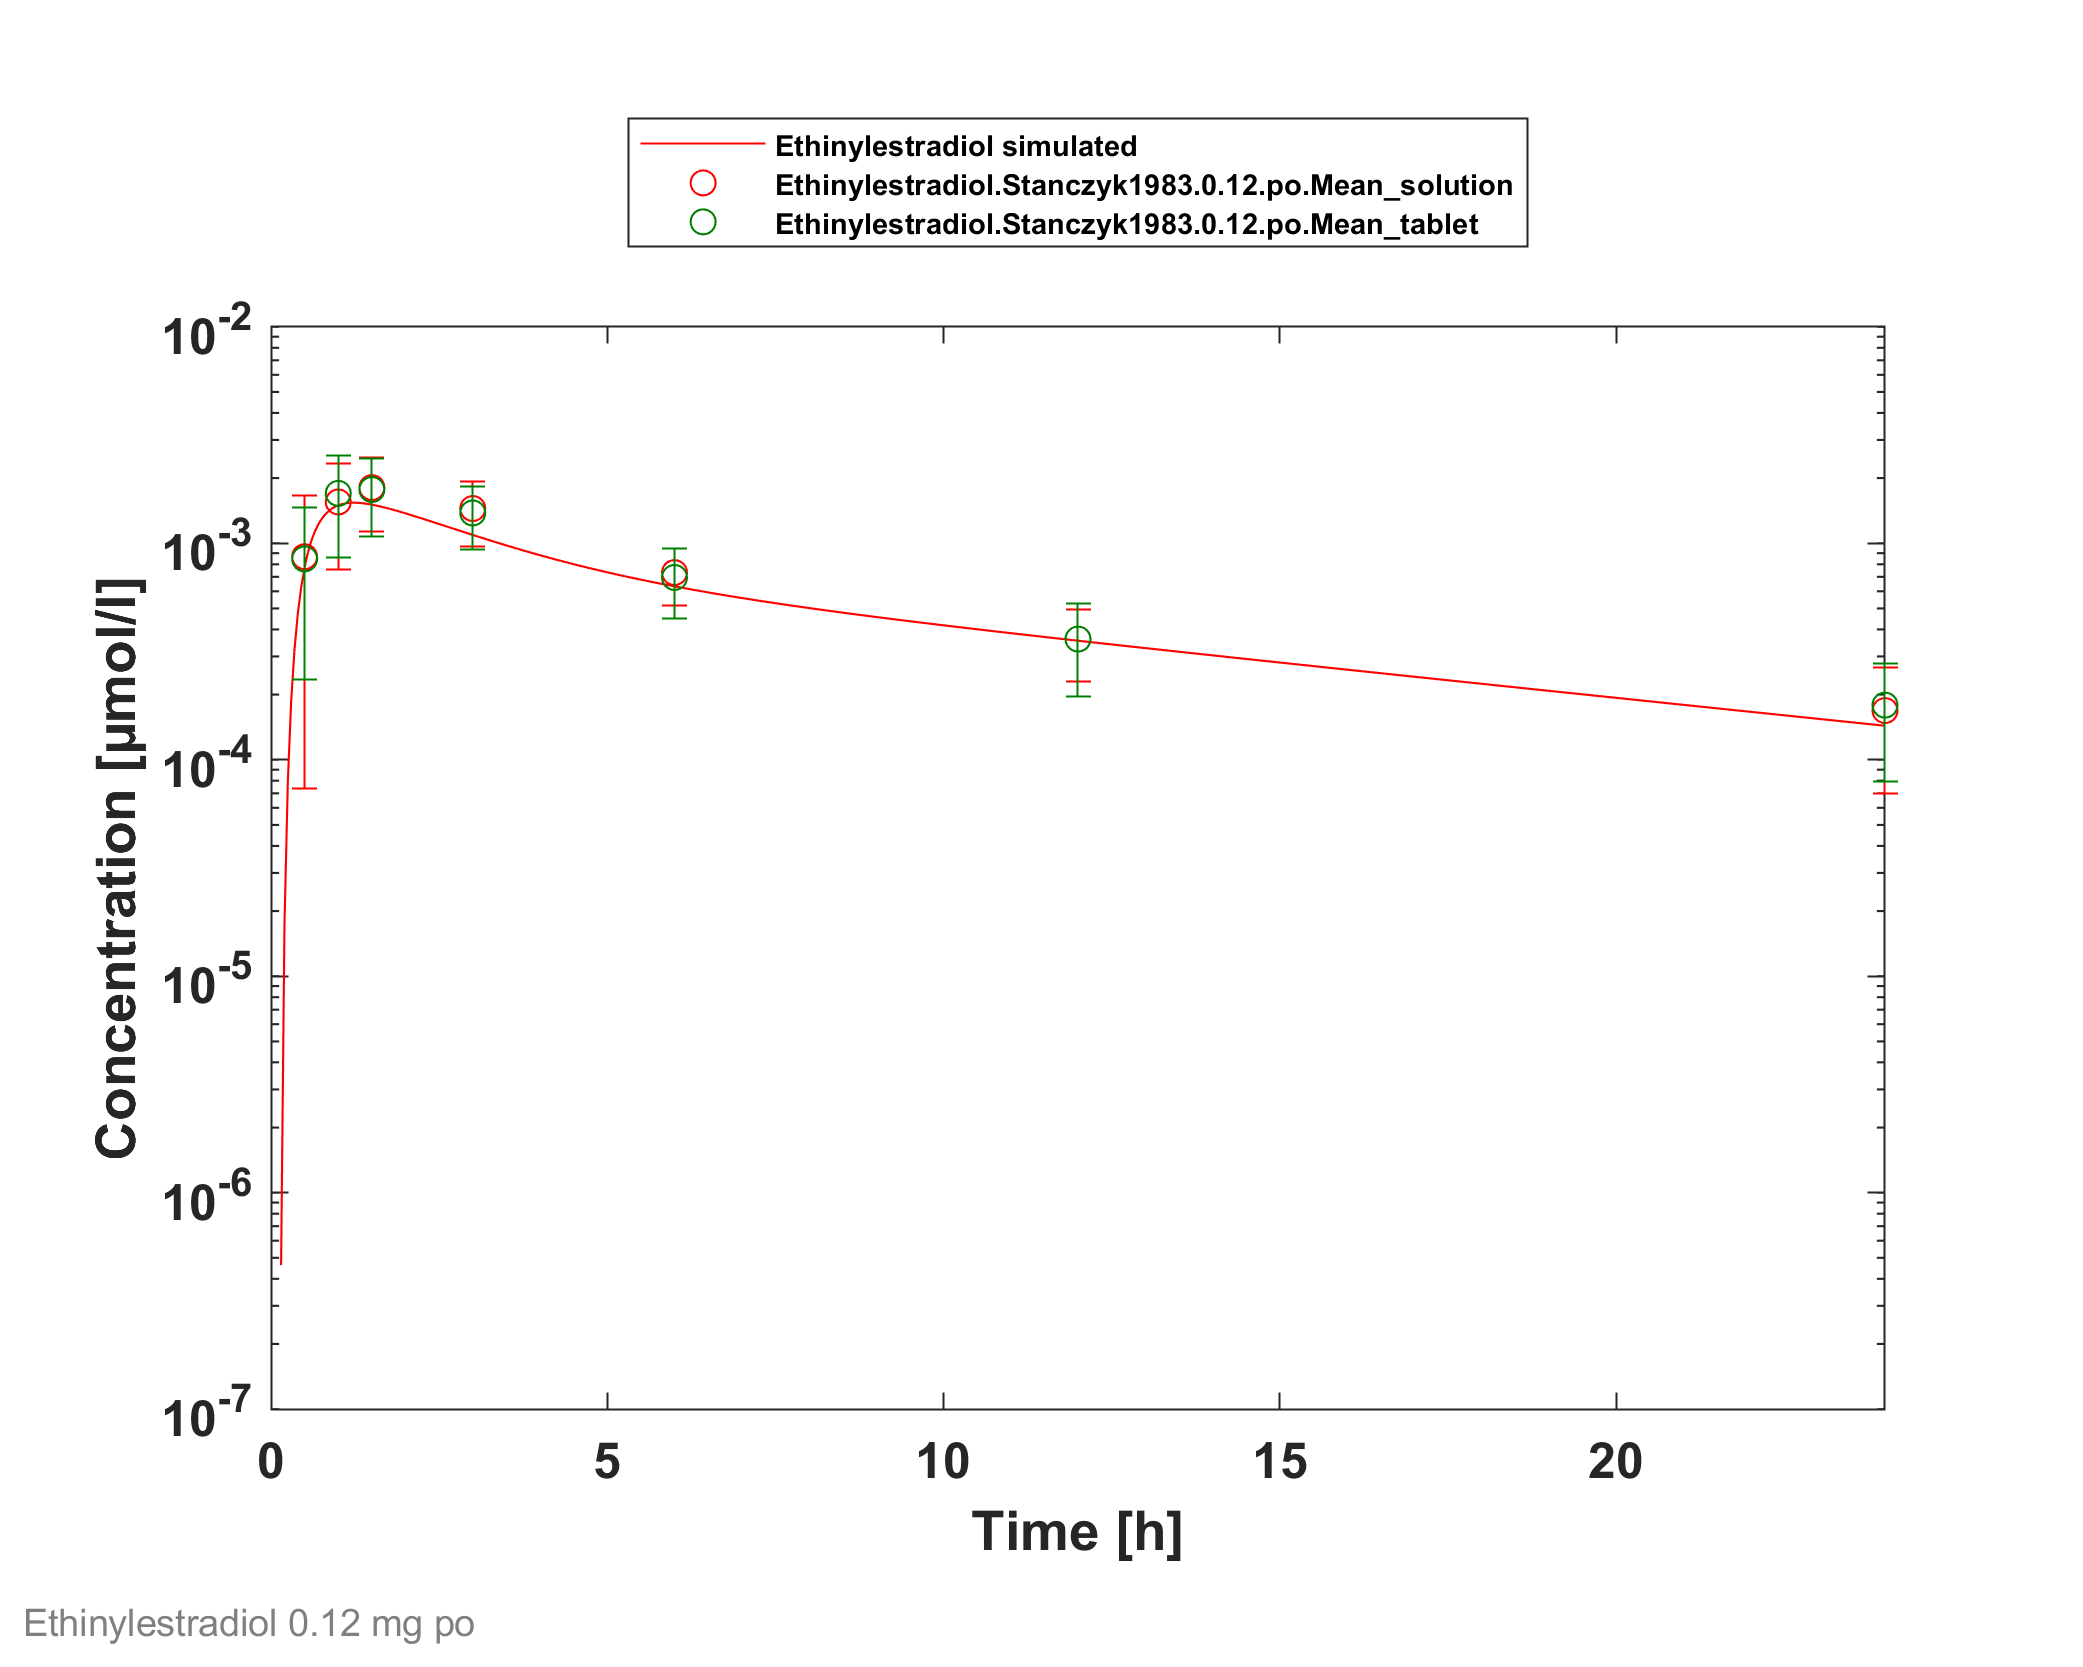 Ethinylestradiol simulated
Ethinylestradiol.Stanczyk1983.0.12.po.Mean_solution
Ethinylestradiol.Stanczyk1983.0.12.po.Mean_tablet
10^-2
10^-3
10^-4
10^-5
10^-6
10^-7
Concentration [µmol/l]
0 5 10 15 20
Time [h]
Ethinylestradiol 0.12 mg po